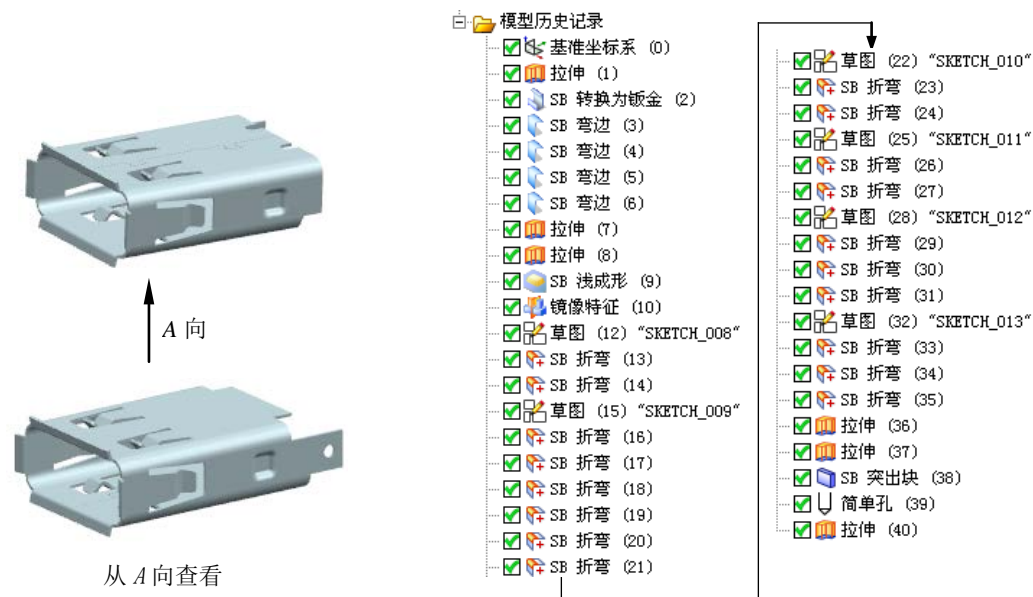 A 向
从 A 向查看
模型历史记录
基准坐标系 (0)
拉伸 (1)
SB 转换为钣金 (2)
SB 弯边 (3)
SB 弯边 (4)
SB 弯边 (5)
SB 弯边 (6)
拉伸 (7)
拉伸 (8)
SB 浅成形 (9)
镜像特征 (10)
草图 (12) "SKETCH_008"
SB 折弯 (13)
SB 折弯 (14)
草图 (15) "SKETCH_009"
SB 折弯 (16)
SB 折弯 (17)
SB 折弯 (18)
SB 折弯 (19)
SB 折弯 (20)
SB 折弯 (21)
草图 (22) "SKETCH_010"
SB 折弯 (23)
SB 折弯 (24)
草图 (25) "SKETCH_011"
SB 折弯 (26)
SB 折弯 (27)
草图 (28) "SKETCH_012"
SB 折弯 (29)
SB 折弯 (30)
SB 折弯 (31)
草图 (32) "SKETCH_013"
SB 折弯 (33)
SB 折弯 (34)
SB 折弯 (35)
拉伸 (36)
拉伸 (37)
SB 突出块 (38)
简单孔 (39)
拉伸 (40)